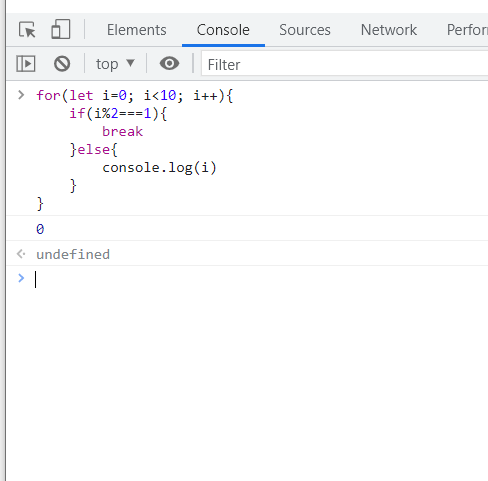 Elements Console Sources Network Perfor
top ▼ Filter
> for(let i=0; i<10; i++){
    if(i%2===1){
        break
    }else{
        console.log(i)
    }
}
0
undefined
>